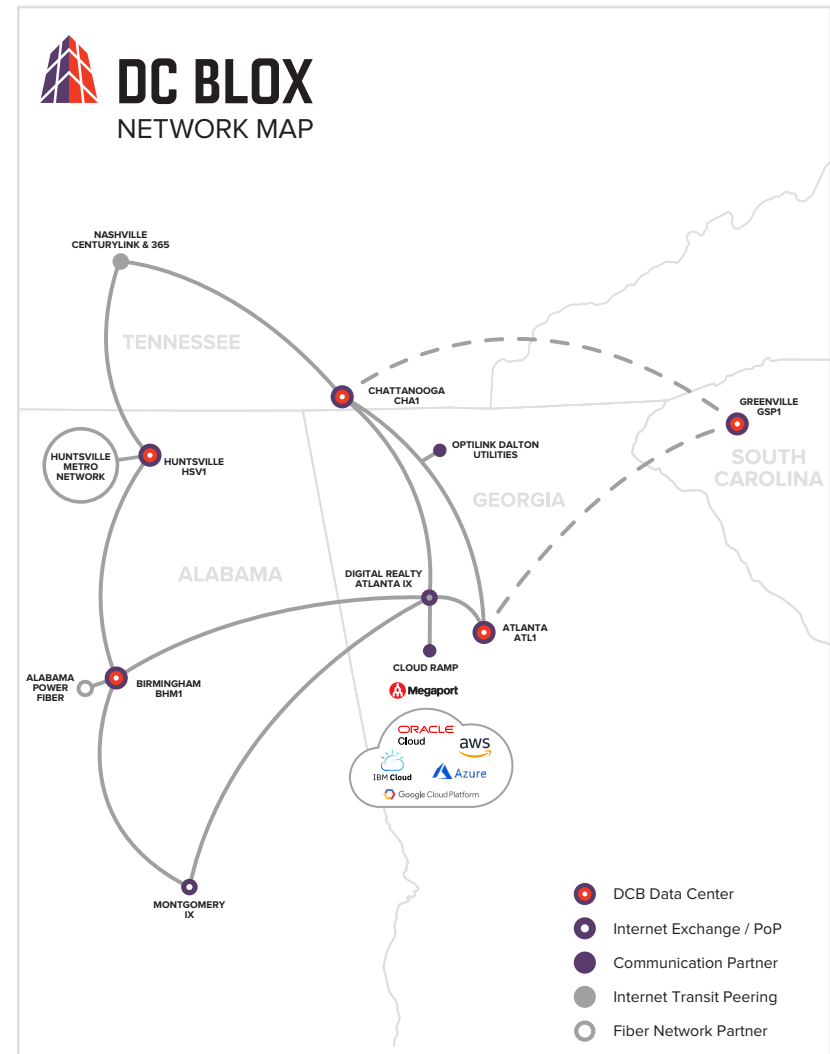 DC BLOX
NETWORK MAP
NASHVILLE
CENTURYLINK & 365
TENNESSEE
CHATTANOOGA
CHA1
GREENVILLE
GSP1
HUNTSVILLE
METRO
NETWORK
HUNTSVILLE
HSV1
OPTILINK DALTON
UTILITIES
SOUTH
CAROLINA
GEORGIA
ALABAMA
DIGITAL REALTY
ATLANTA IX
ATLANTA
ATL1
CLOUD RAMP
ALABAMA
POWER
FIBER
BIRMINGHAM
BHM1
Megaport
ORACLE
Cloud
aws
IBM Cloud
Azure
Google Cloud Platform
MONTGOMERY
IX
DCB Data Center
Internet Exchange / PoP
Communication Partner
Internet Transit Peering
Fiber Network Partner